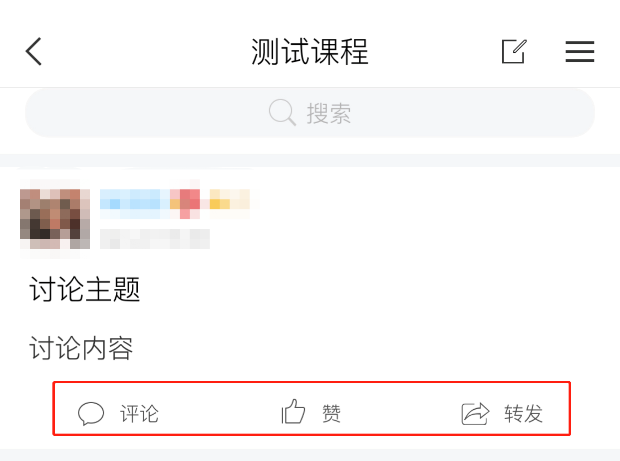 测试课程
搜索
讨论主题
讨论内容
评论 赞 转发